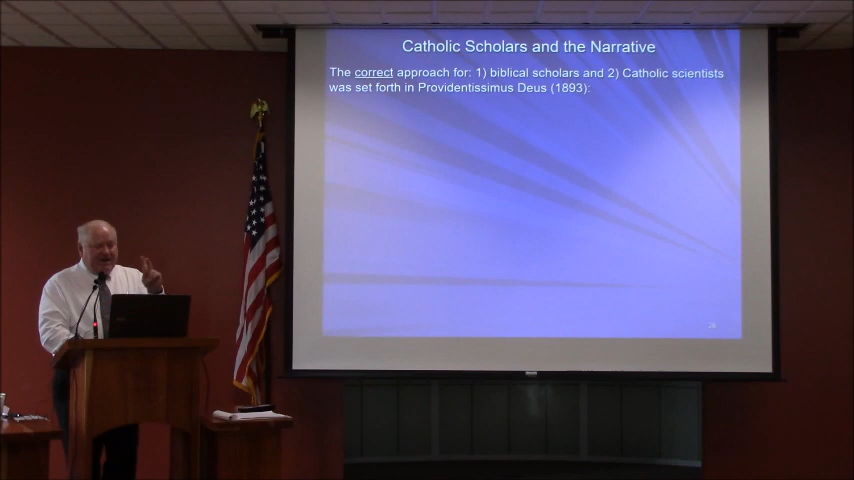 Catholic Scholars and the Narrative
The correct approach for: 1) biblical scholars and 2) Catholic scientists
was set forth in Providentissimus Deus (1893):